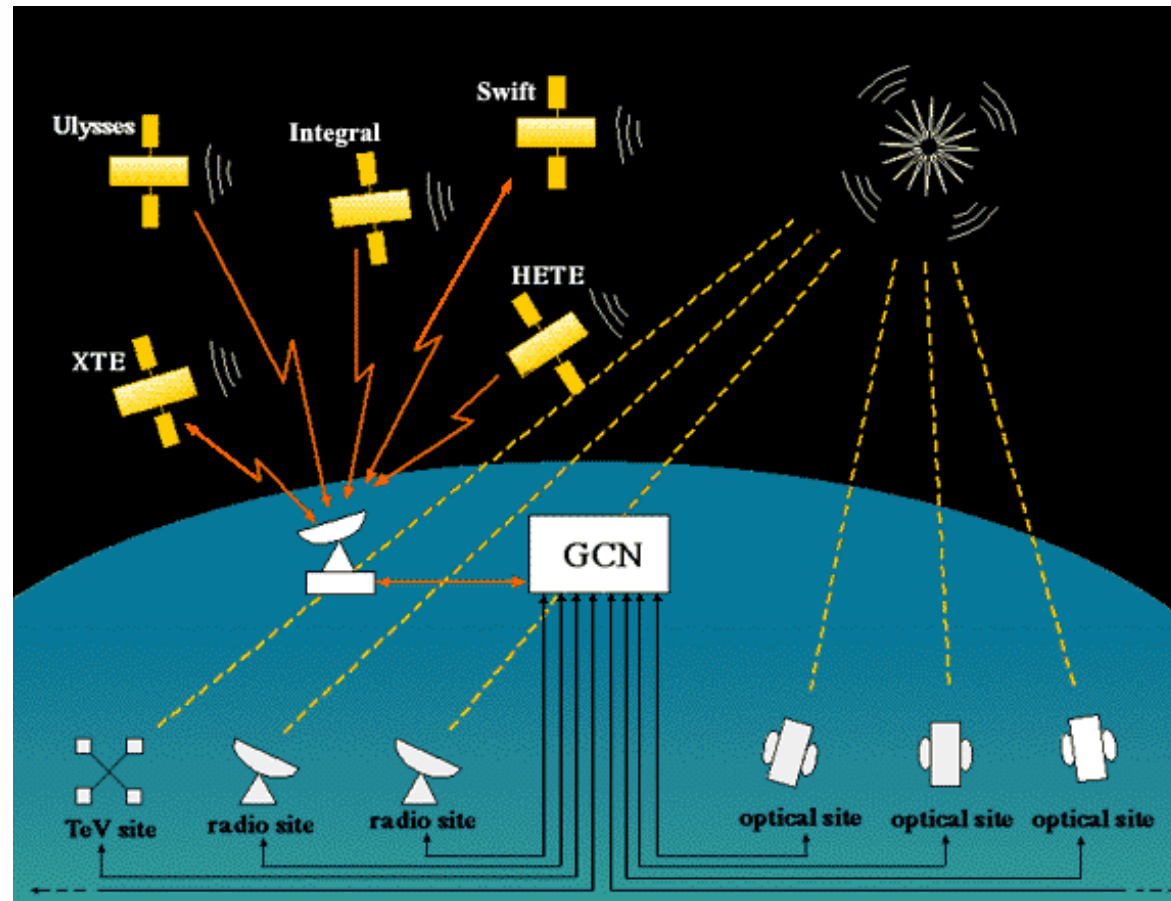 Swift
Ulysses
Integral
HETE
XTE
GCN
TeV site
radio site
radio site
optical site
optical site
optical site